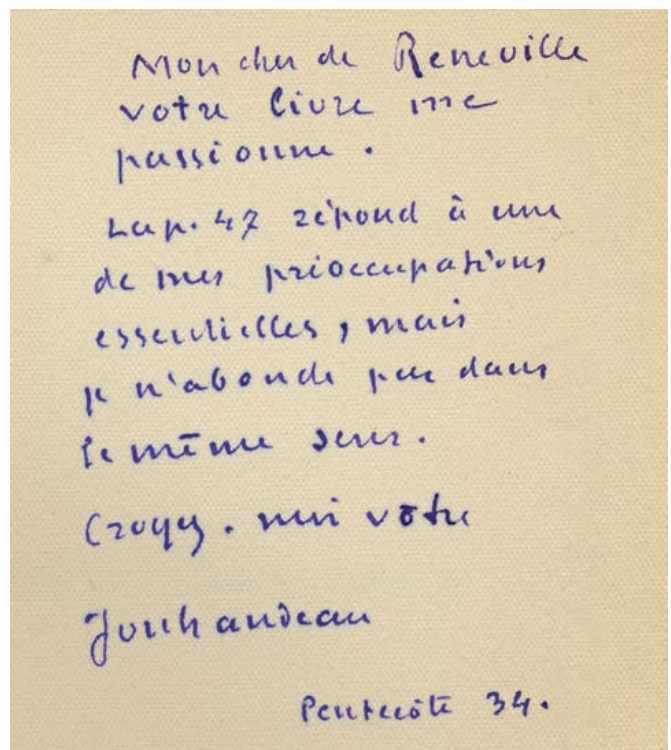 Mon cher de Reneville
votre livre me
passionne.
La p. 47 répond à une
de mes préoccupations
essentielles, mais
je n'abonde pas dans
le même sens.
Croyez-moi votre
Jouhandeau
Pentecôte 34.